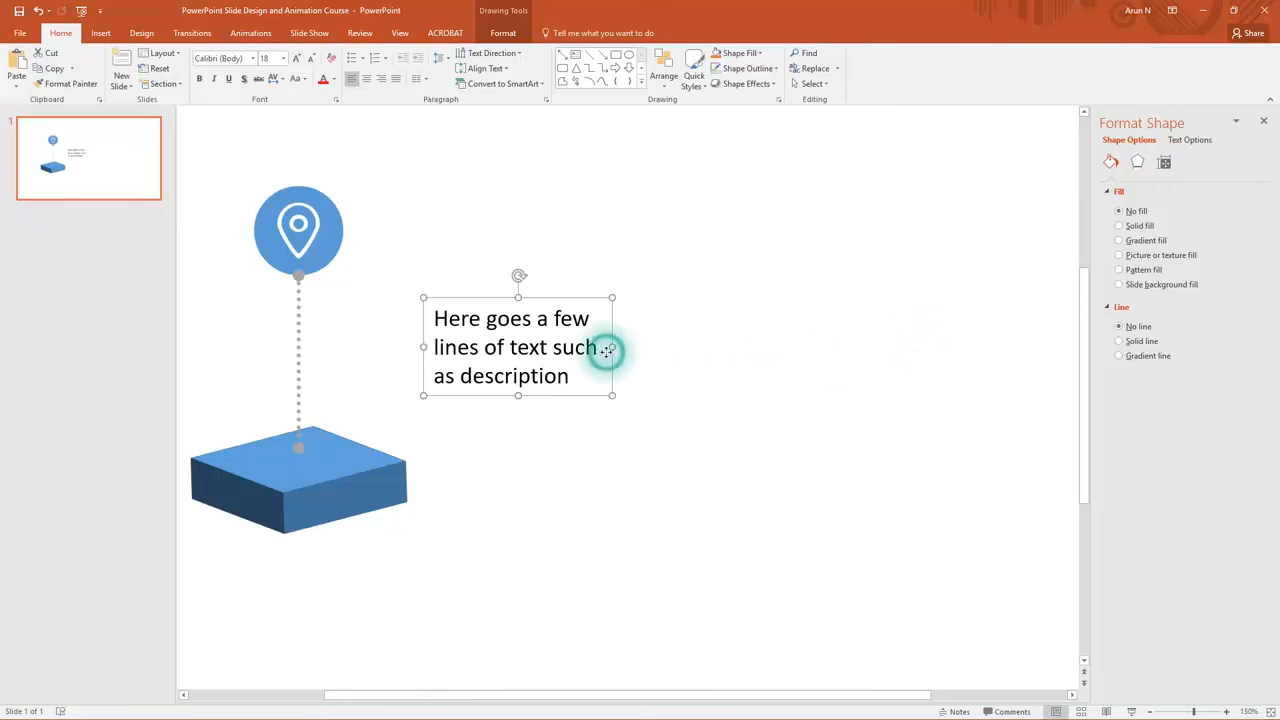 PowerPoint Slide Design and Animation Course - PowerPoint
Drawing Tools
Arun N
File Home Insert Design Transitions Animations Slide Show Review View ACROBAT Format Tell me what you want to do Share
Paste
Cut
Copy
Format Painter
Clipboard
New
Slide
Layout
Reset
Section
Slides
Calibri (Body) 18
B I U S abc AV Aa A
Font
Text Direction
Align Text
Convert to SmartArt
Paragraph
Arrange
Quick
Styles
Shape Fill
Shape Outline
Shape Effects
Drawing
Find
Replace
Select
Editing
1
Here goes a few
lines of text such
as description
Format Shape
Shape Options Text Options
Fill
No fill
Solid fill
Gradient fill
Picture or texture fill
Pattern fill
Slide background fill
Line
No line
Solid line
Gradient line
Slide 1 of 1
Notes Comments 150%